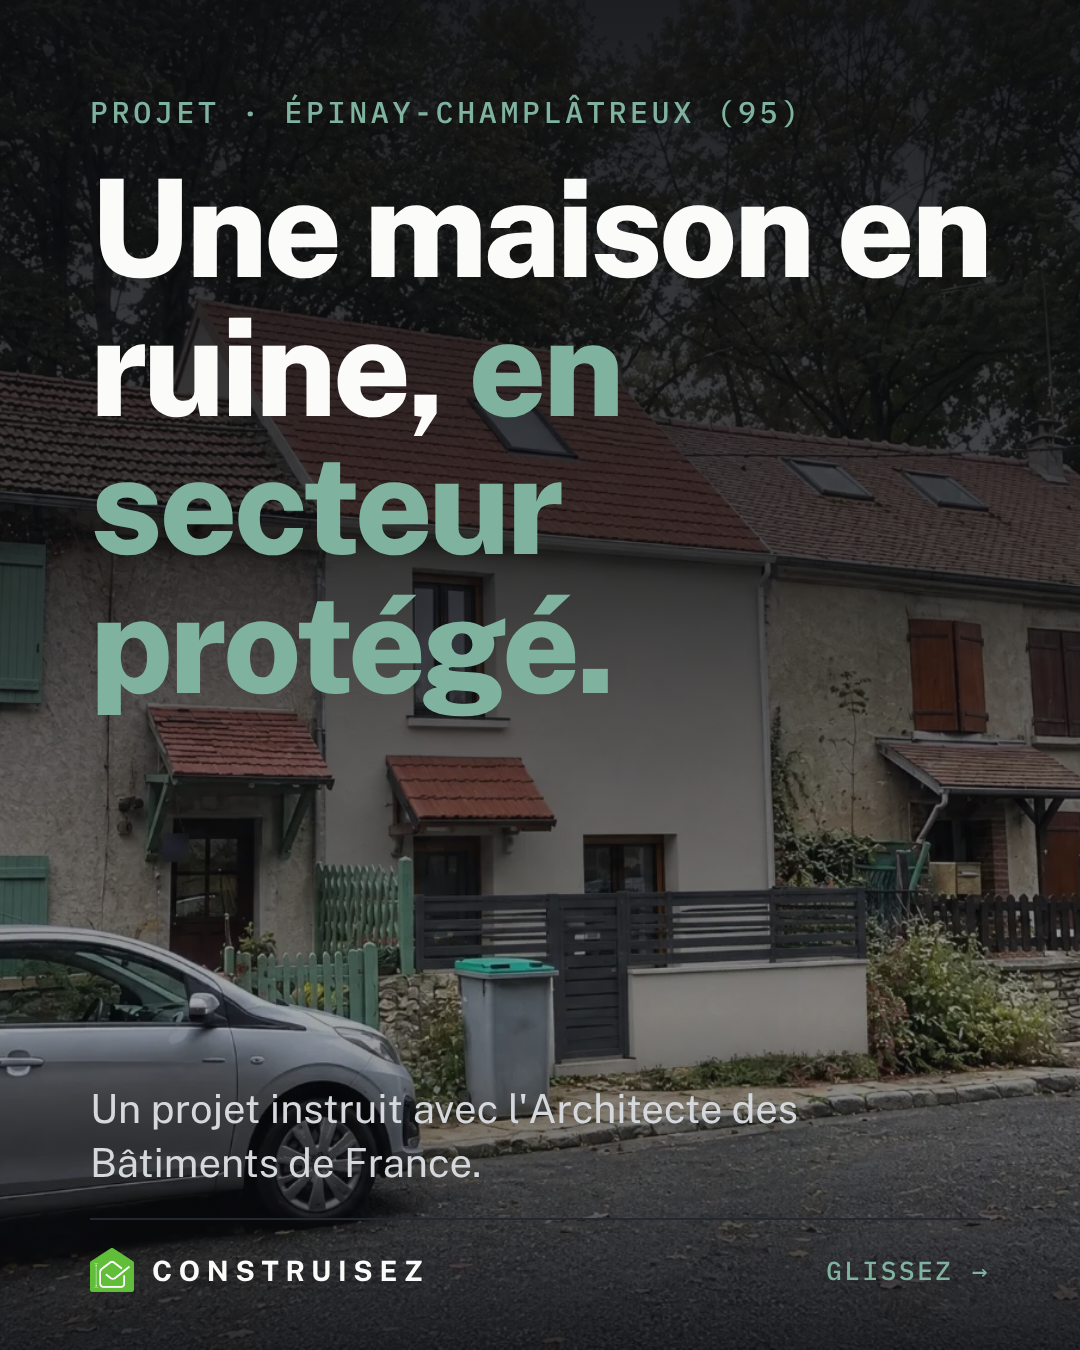 PROJET · ÉPINAY-CHAMPLÂTREUX (95)
Une maison en
ruine, en
secteur
protégé.
Un projet instruit avec l'Architecte des
Bâtiments de France.
CONSTRUISEZ
GLISSEZ →